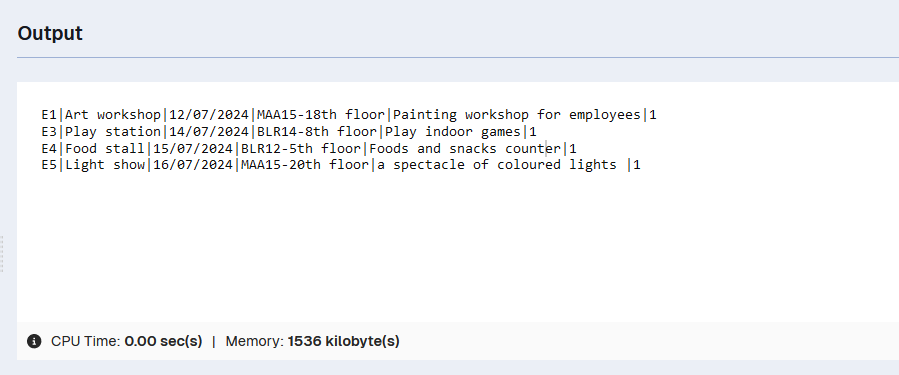 Output
E1|Art workshop|12/07/2024|MAA15-18th floor|Painting workshop for employees|1
E3|Play station|14/07/2024|BLR14-8th floor|Play indoor games|1
E4|Food stall|15/07/2024|BLR12-5th floor|Foods and snacks counter|1
E5|Light show|16/07/2024|MAA15-20th floor|a spectacle of coloured lights |1
CPU Time: 0.00 sec(s) | Memory: 1536 kilobyte(s)